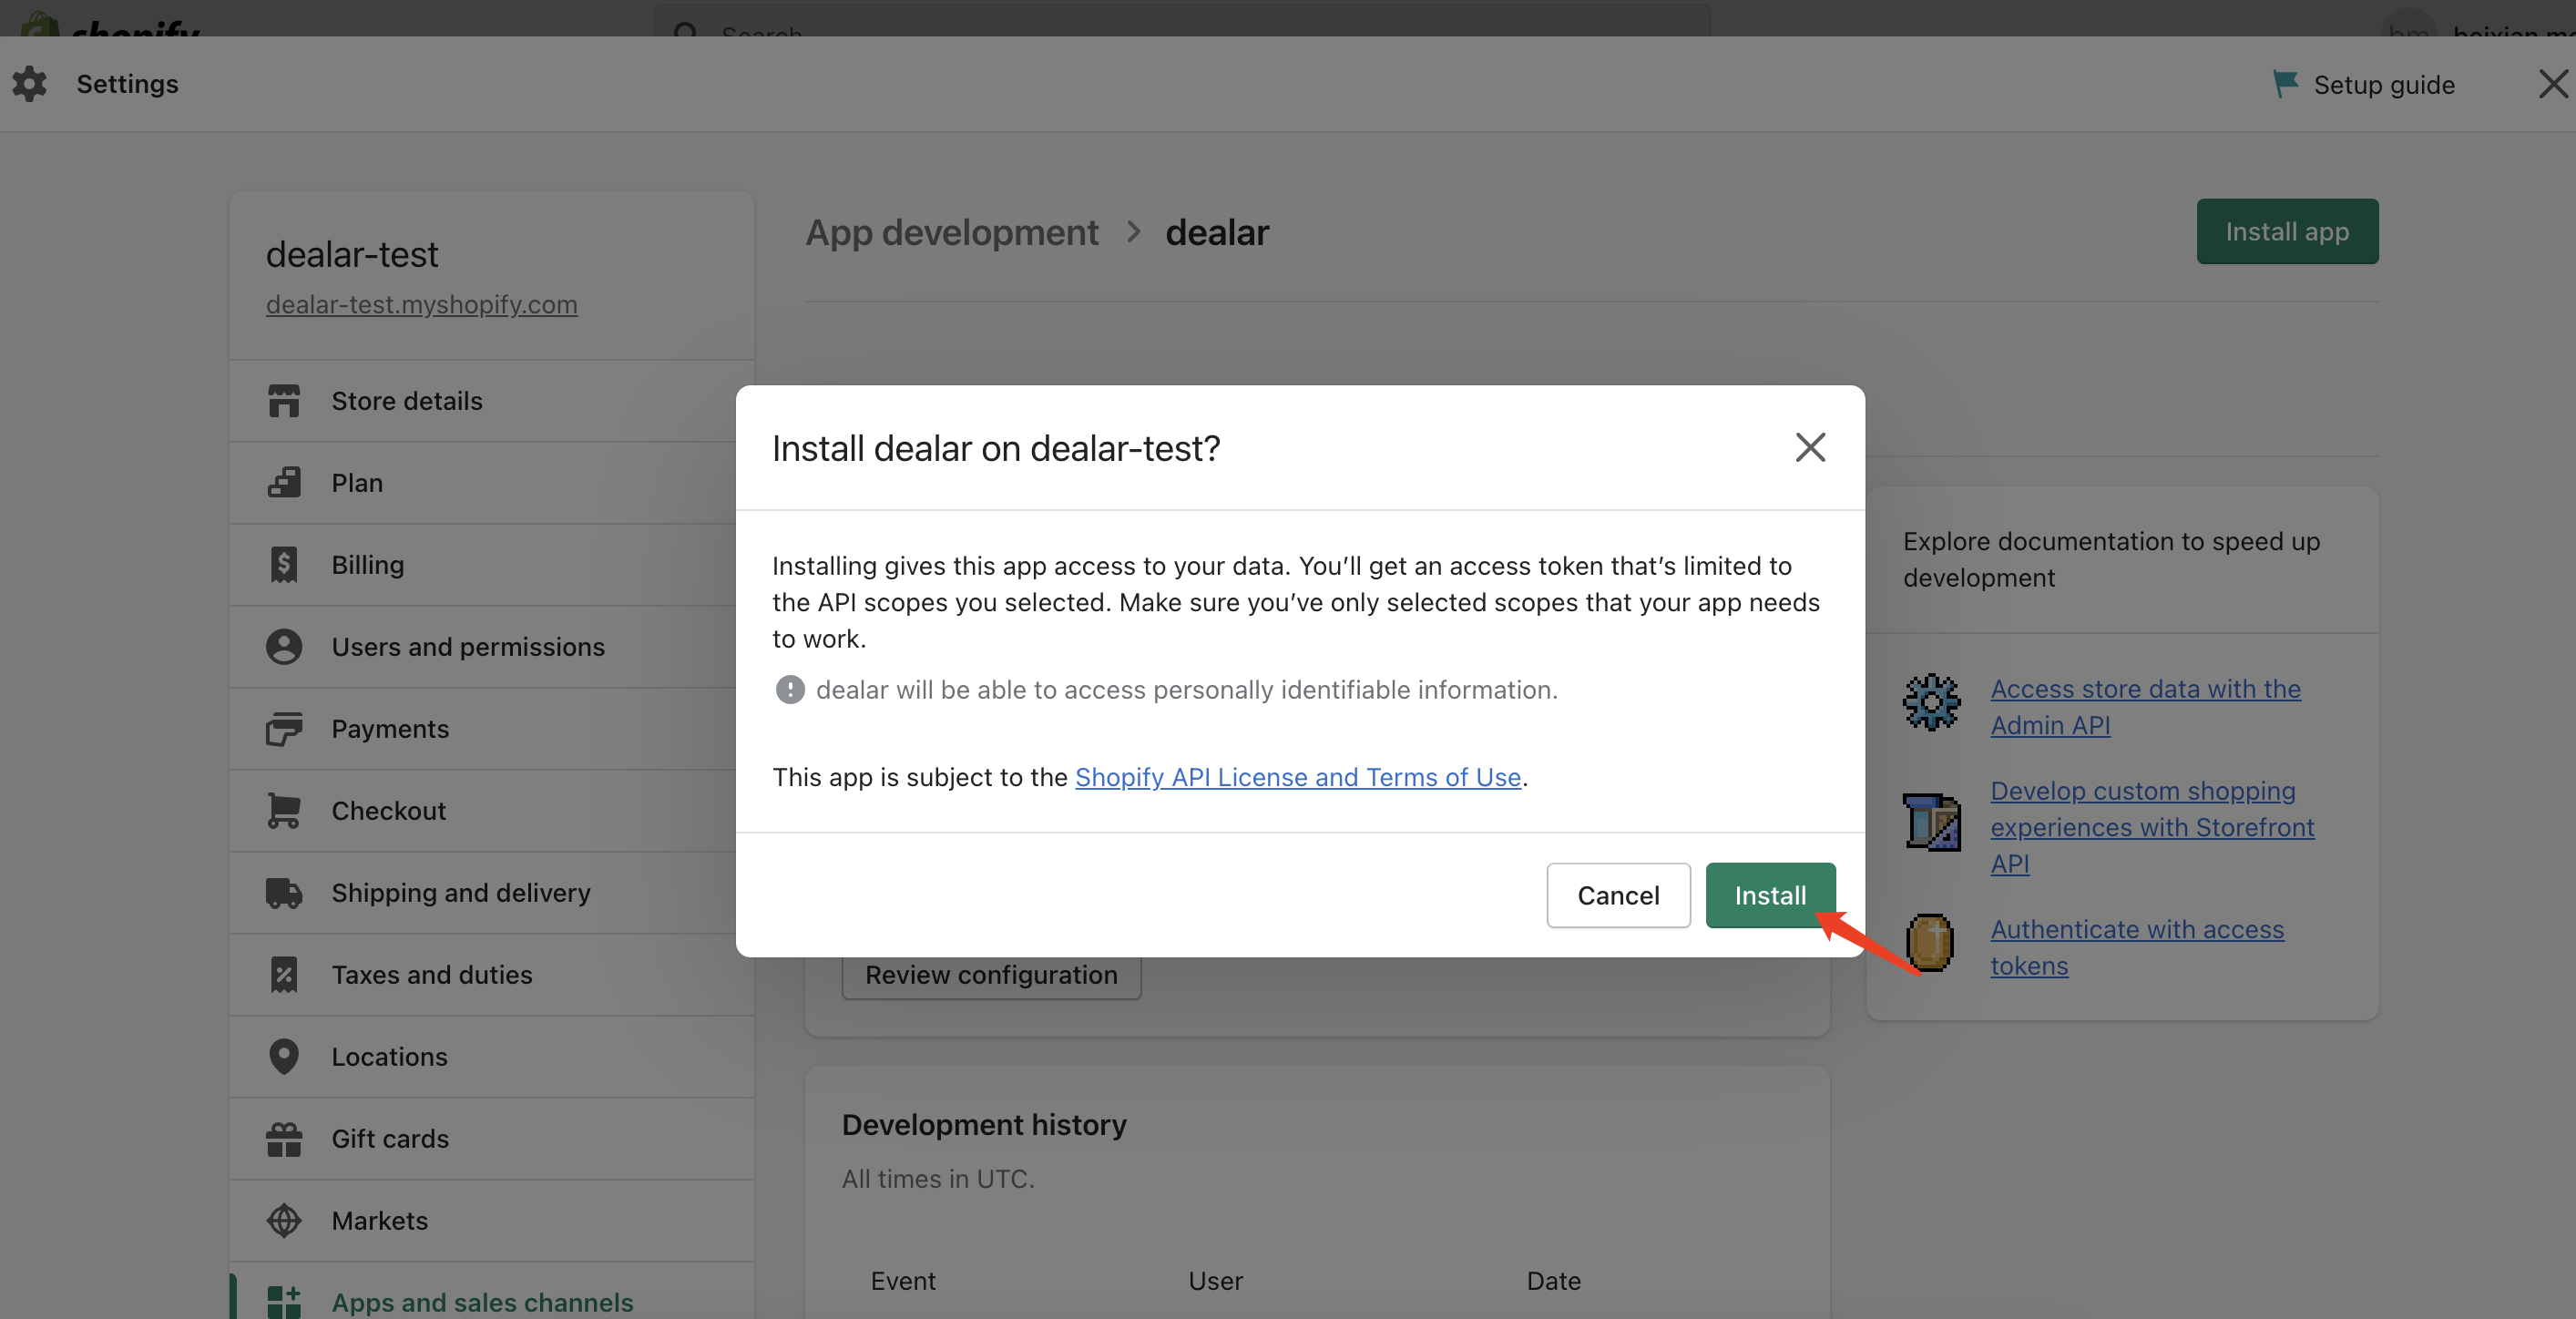 shopify
Search
Settings
Setup guide
dealar-test
dealar-test.myshopify.com
Store details
Plan
Billing
Users and permissions
Payments
Checkout
Shipping and delivery
Taxes and duties
Locations
Gift cards
Markets
Apps and sales channels
App development > dealar
Install app
Install dealar on dealar-test?
Installing gives this app access to your data. You’ll get an access token that’s limited to
the API scopes you selected. Make sure you’ve only selected scopes that your app needs
to work.
dealar will be able to access personally identifiable information.
This app is subject to the Shopify API License and Terms of Use.
Cancel
Install
Review configuration
Development history
All times in UTC.
Event User Date
Explore documentation to speed up
development
Access store data with the
Admin API
Develop custom shopping
experiences with Storefront
API
Authenticate with access
tokens